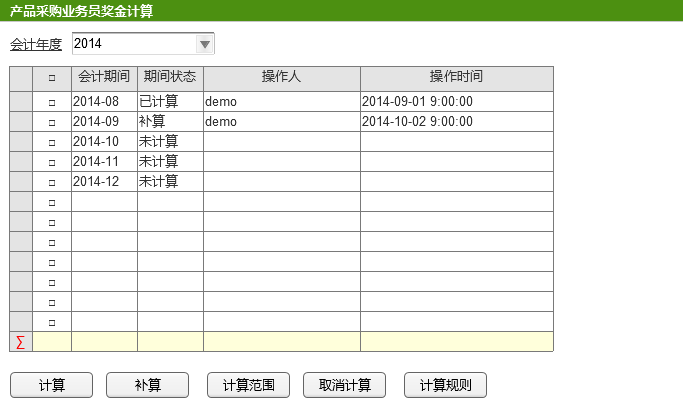 产品采购业务员奖金计算
会计年度 2014
会计期间 期间状态 操作人 操作时间
2014-08 已计算 demo 2014-09-01 9:00:00
2014-09 补算 demo 2014-10-02 9:00:00
2014-10 未计算
2014-11 未计算
2014-12 未计算
∑
计算 补算 计算范围 取消计算 计算规则